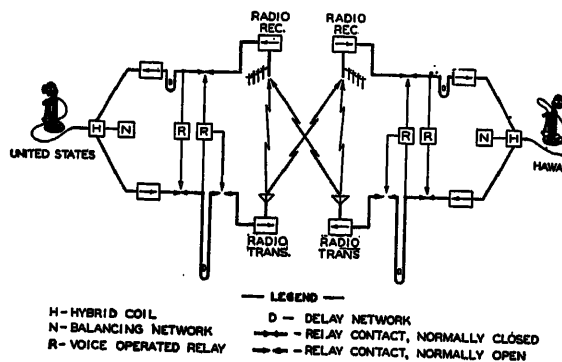 RADIO REC.
RADIO REC.
H
N
R
R
R
R
N
H
UNITED STATES
HAWA
RADIO TRANS.
RADIO TRANS
D
LEGEND
H - HYBRID COIL
N - BALANCING NETWORK
R - VOICE OPERATED RELAY
D - DELAY NETWORK
- RELAY CONTACT, NORMALLY CLOSED
- RELAY CONTACT, NORMALLY OPEN